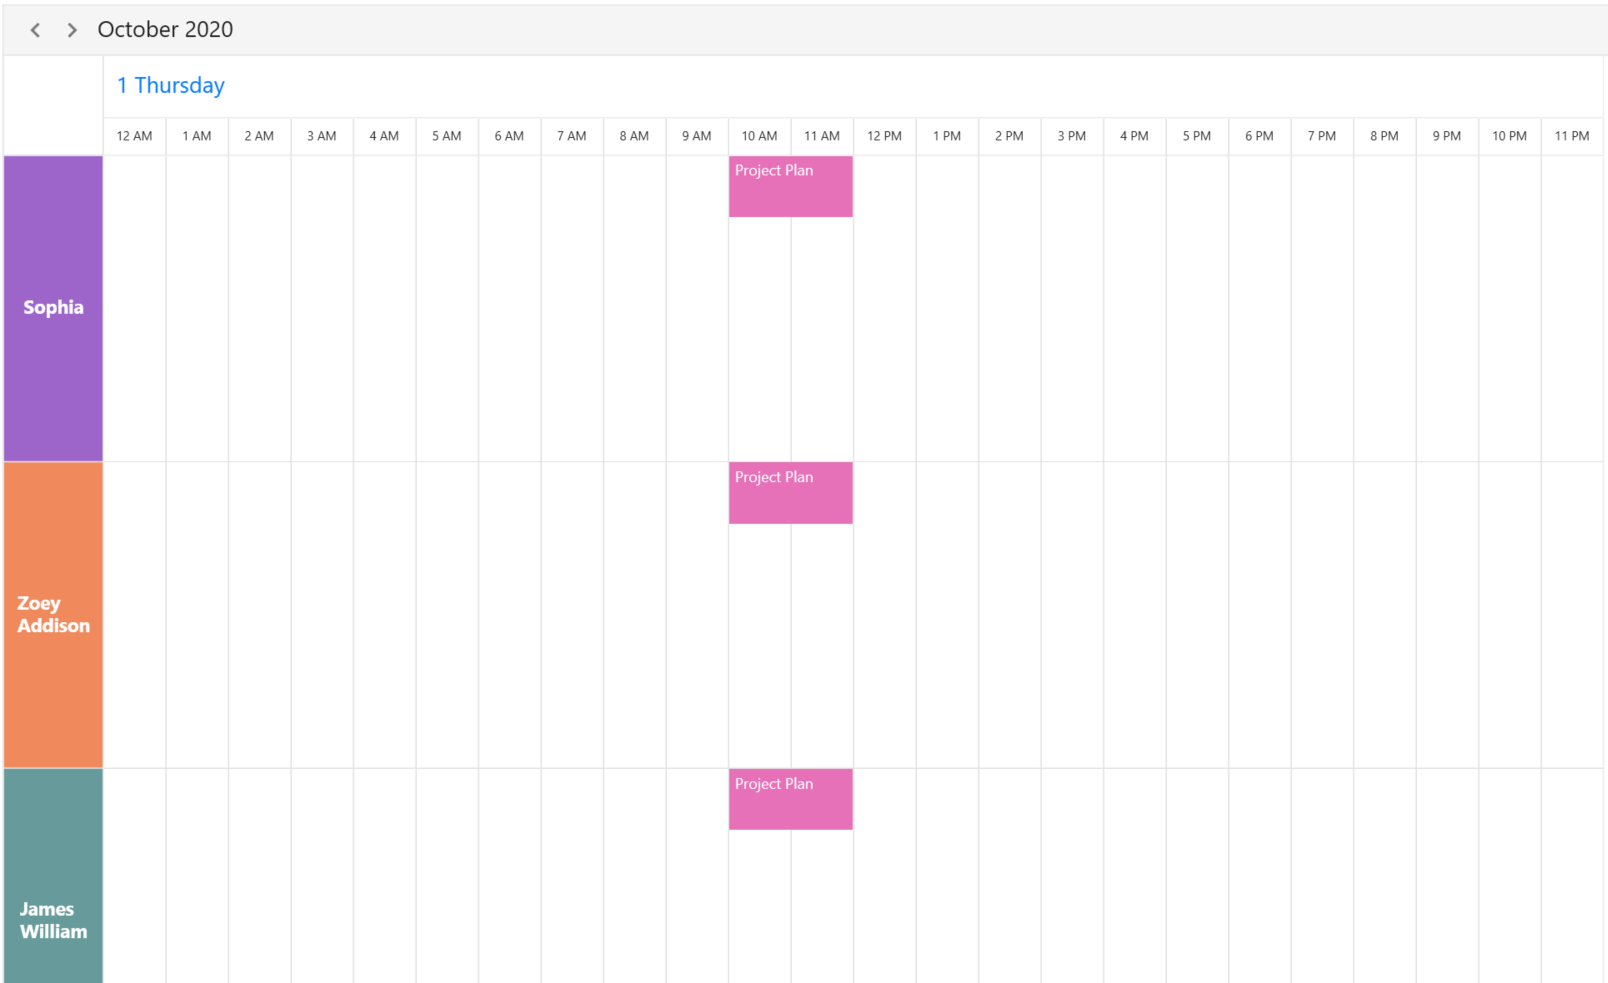 October 2020
1 Thursday
12 AM 1 AM 2 AM 3 AM 4 AM 5 AM 6 AM 7 AM 8 AM 9 AM 10 AM 11 AM 12 PM 1 PM 2 PM 3 PM 4 PM 5 PM 6 PM 7 PM 8 PM 9 PM 10 PM 11 PM
Project Plan
Sophia
Project Plan
Zoey
Addison
Project Plan
James
William